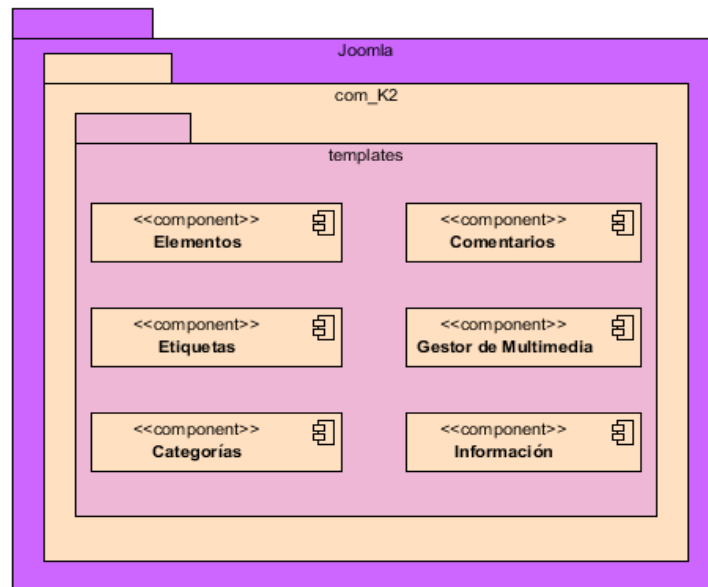 Joomla
com_K2
templates
<<component>>
Elementos
<<component>>
Comentarios
<<component>>
Etiquetas
<<component>>
Gestor de Multimedia
<<component>>
Categorías
<<component>>
Información